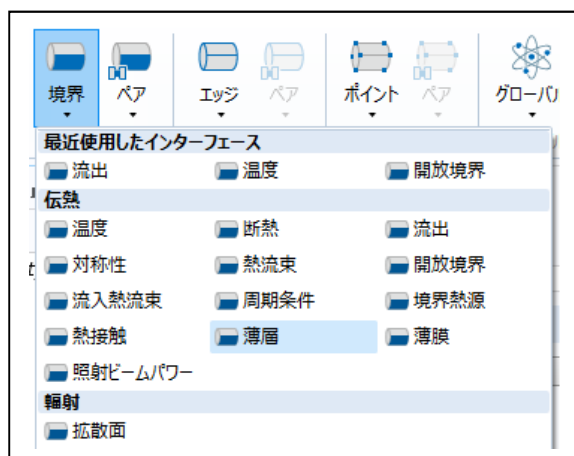 境界 ペア エッジ ペア ポイント ペア グローバル
最近使用したインターフェース
流出 温度 開放境界
伝熱
温度 断熱 流出
対称性 熱流束 開放境界
流入熱流束 周期条件 境界熱源
熱接触 薄層 薄膜
照射ビームパワー
輻射
拡散面